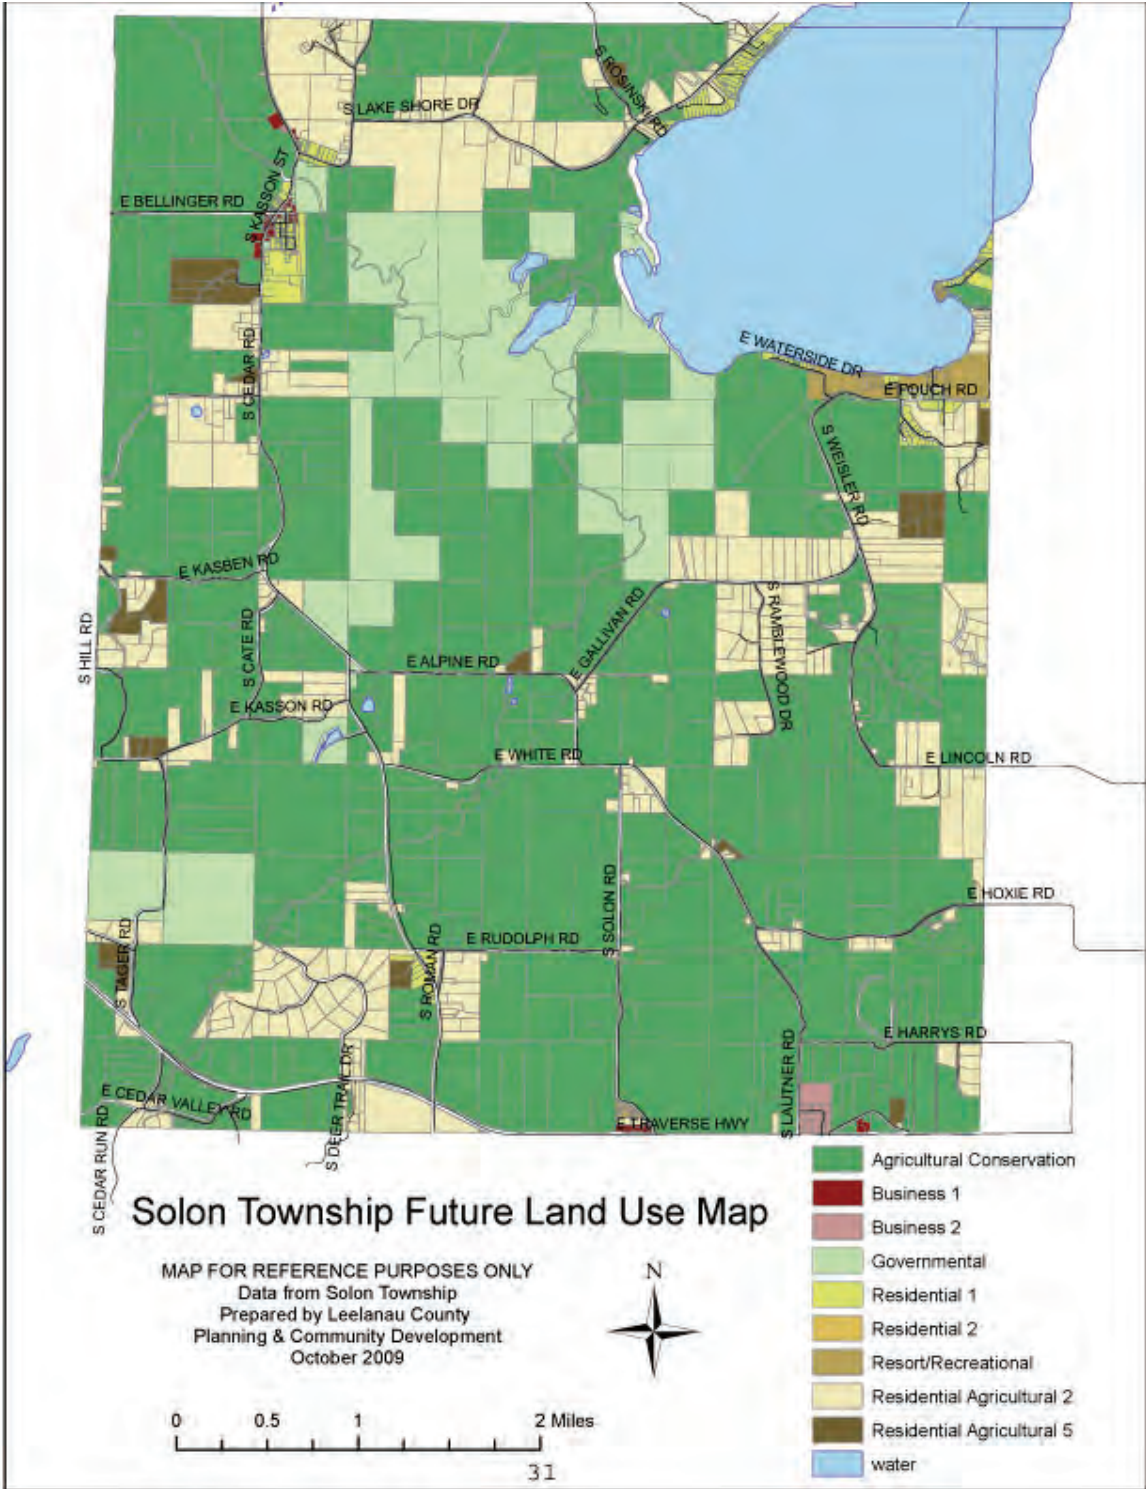 S ROSINSKI RD
S LAKE SHORE DR
S KASSON ST
E BELLINGER RD
E WATERSIDE DR
E POUCH RD
S CEDAR RD
S WEISLER RD
E KASBEN RD
S HILL RD
S CATE RD
E GALLIVAN RD
S RAMBLEWOOD DR
E ALPINE RD
E KASSON RD
E WHITE RD
E LINCOLN RD
S SOLON RD
E HOXIE RD
S TAGER RD
S ROMAN RD
E RUDOLPH RD
S LAUTNER RD
E HARRYS RD
S DEER TRAIL DR
E CEDAR VALLEY RD
E TRAVERSE HWY
S CEDAR RUN RD
Solon Township Future Land Use Map
MAP FOR REFERENCE PURPOSES ONLY
Data from Solon Township
Prepared by Leelanau County
Planning & Community Development
October 2009
N
0 0.5 1 2 Miles
Agricultural Conservation
Business 1
Business 2
Governmental
Residential 1
Residential 2
Resort/Recreational
Residential Agricultural 2
Residential Agricultural 5
water
31